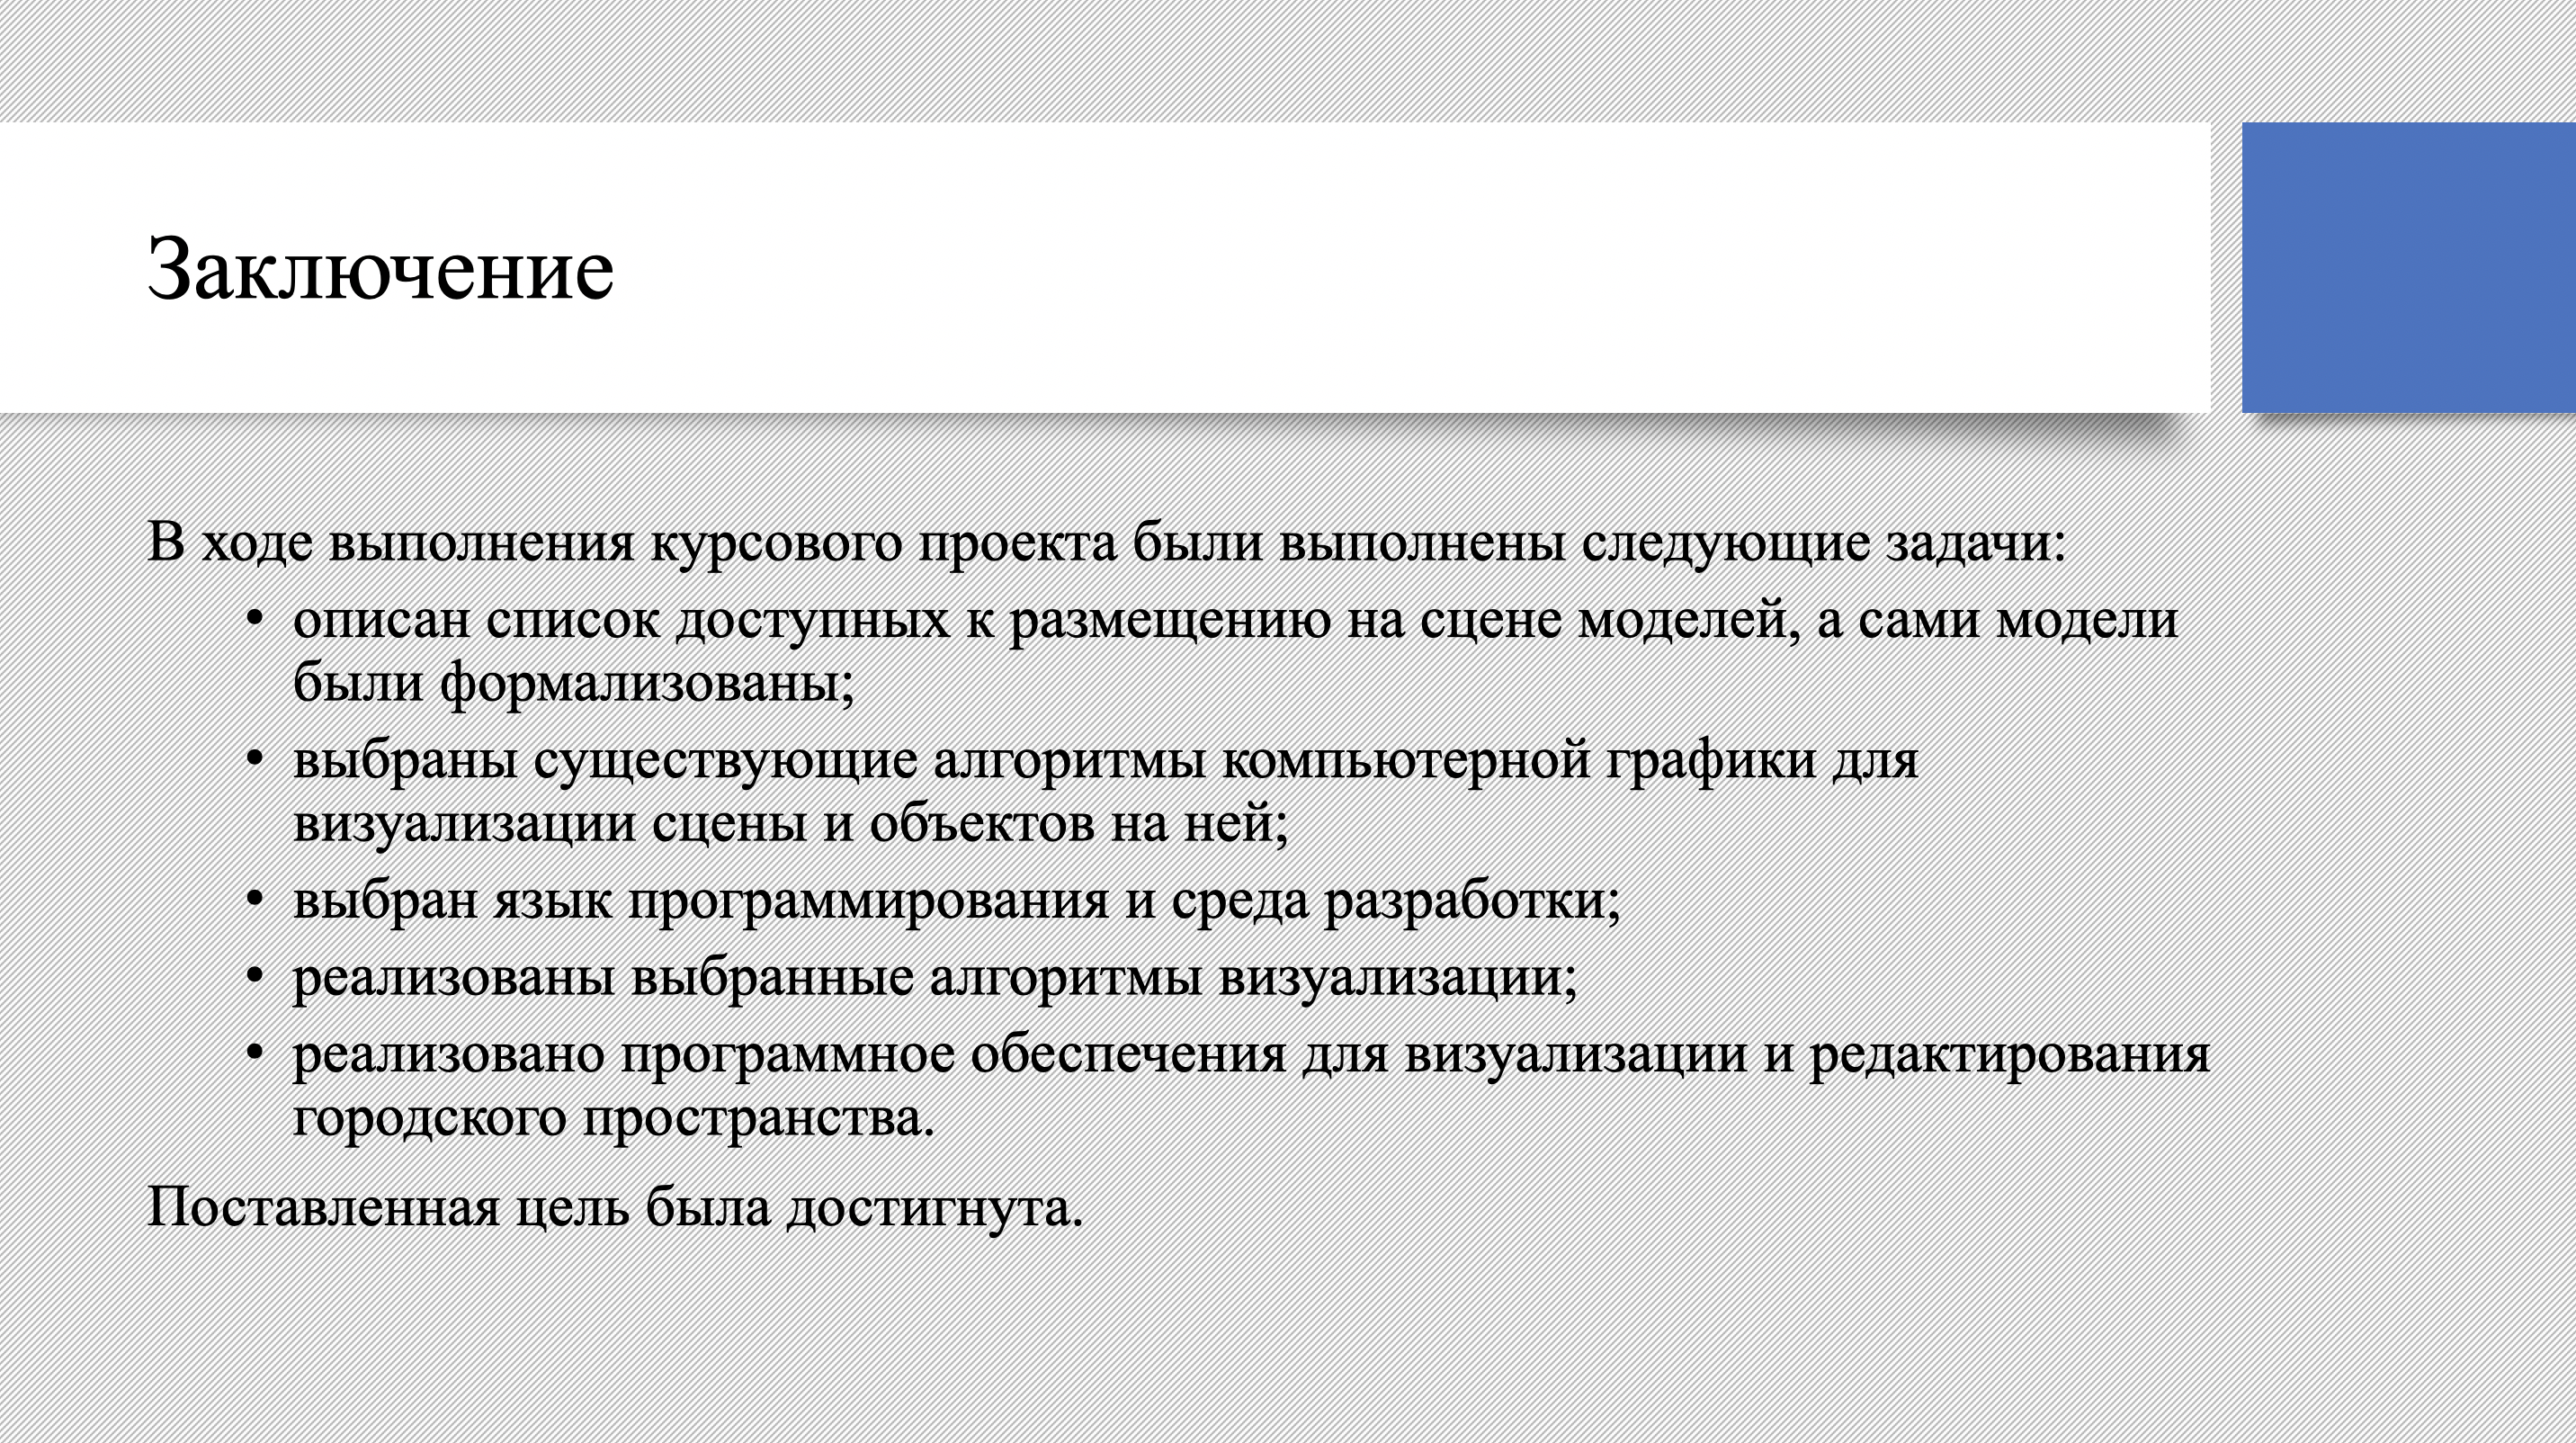 Заключение
В ходе выполнения курсового проекта были выполнены следующие задачи:
• описан список доступных к размещению на сцене моделей, а сами модели
были формализованы;
• выбраны существующие алгоритмы компьютерной графики для
визуализации сцены и объектов на ней;
• выбран язык программирования и среда разработки;
• реализованы выбранные алгоритмы визуализации;
• реализовано программное обеспечения для визуализации и редактирования
городского пространства.
Поставленная цель была достигнута.